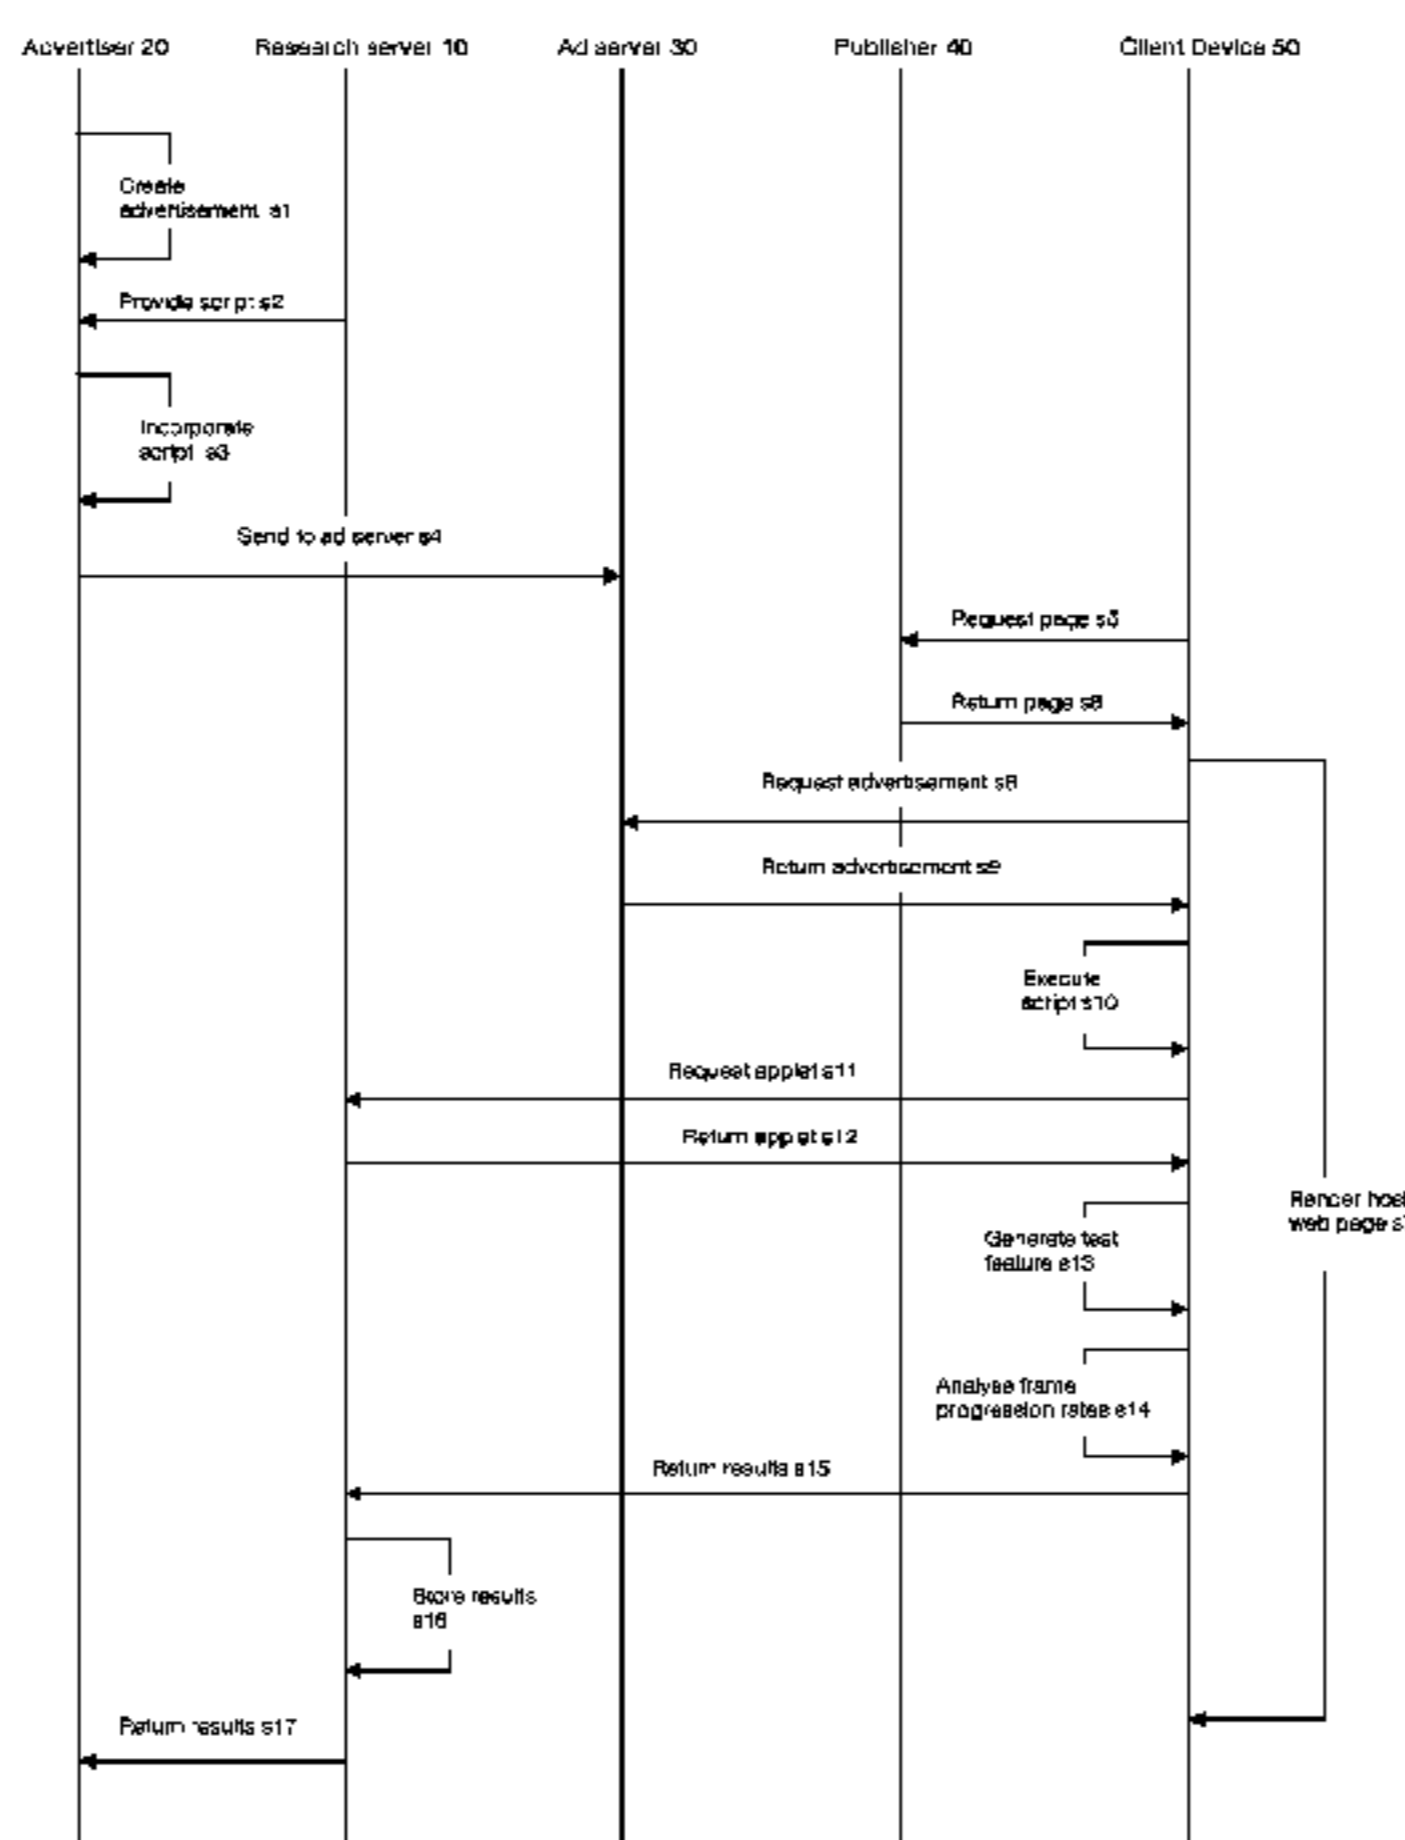 Advertiser 20
Research server 10
Ad server 30
Publisher 40
Client Device 50
Create
advertisement s1
Provide script s2
Incorporate
script s3
Send to ad server s4
Request page s5
Return page s6
Request advertisement s8
Return advertisement s9
Execute
script s10
Request applet s11
Return applet s12
Render host
web page
Generate test
feature s13
Analyse frame
progression rates s14
Return results s15
Store results
s16
Return results s17